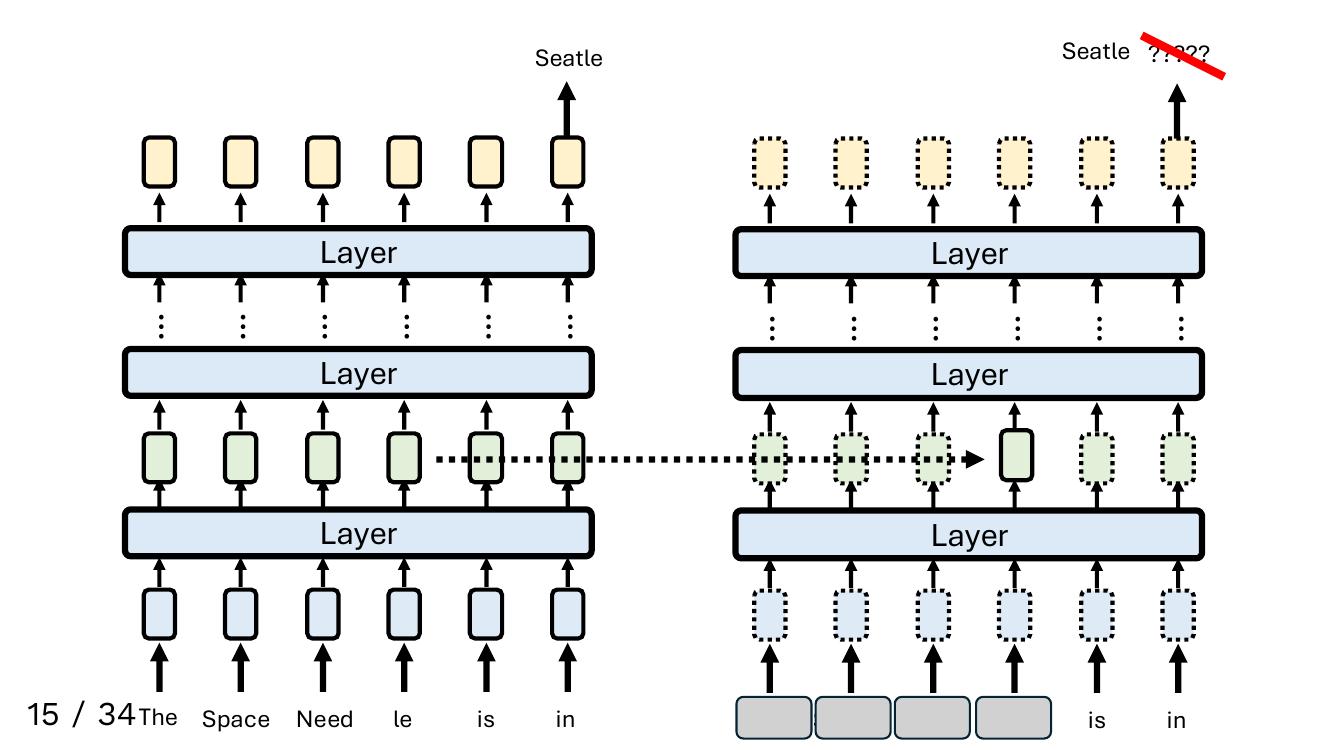 Seatle
Seatle ?????
Layer
Layer
Layer
Layer
Layer
Layer
15 / 34
The Space Need le is in
is in